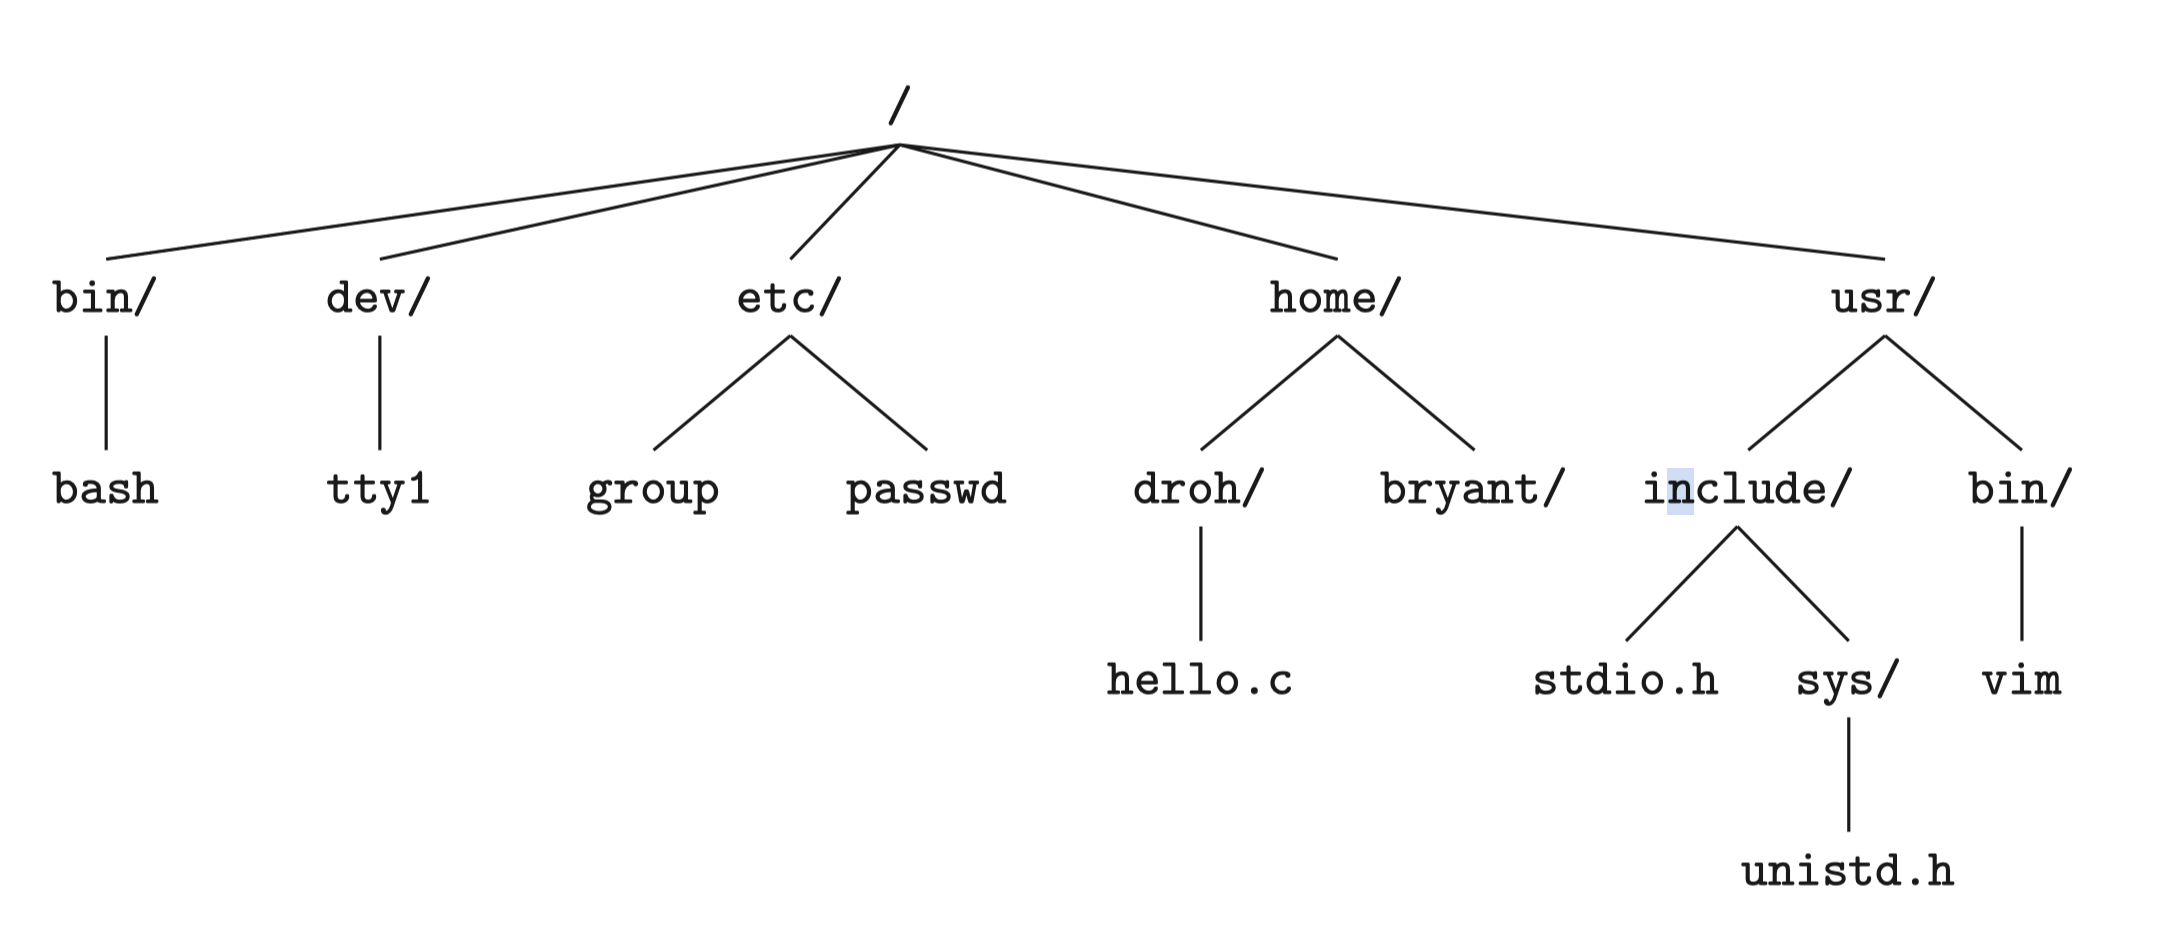 /
bin/ dev/ etc/ home/ usr/
bash tty1 group passwd droh/ bryant/ include/ bin/
hello.c stdio.h sys/ vim
unistd.h